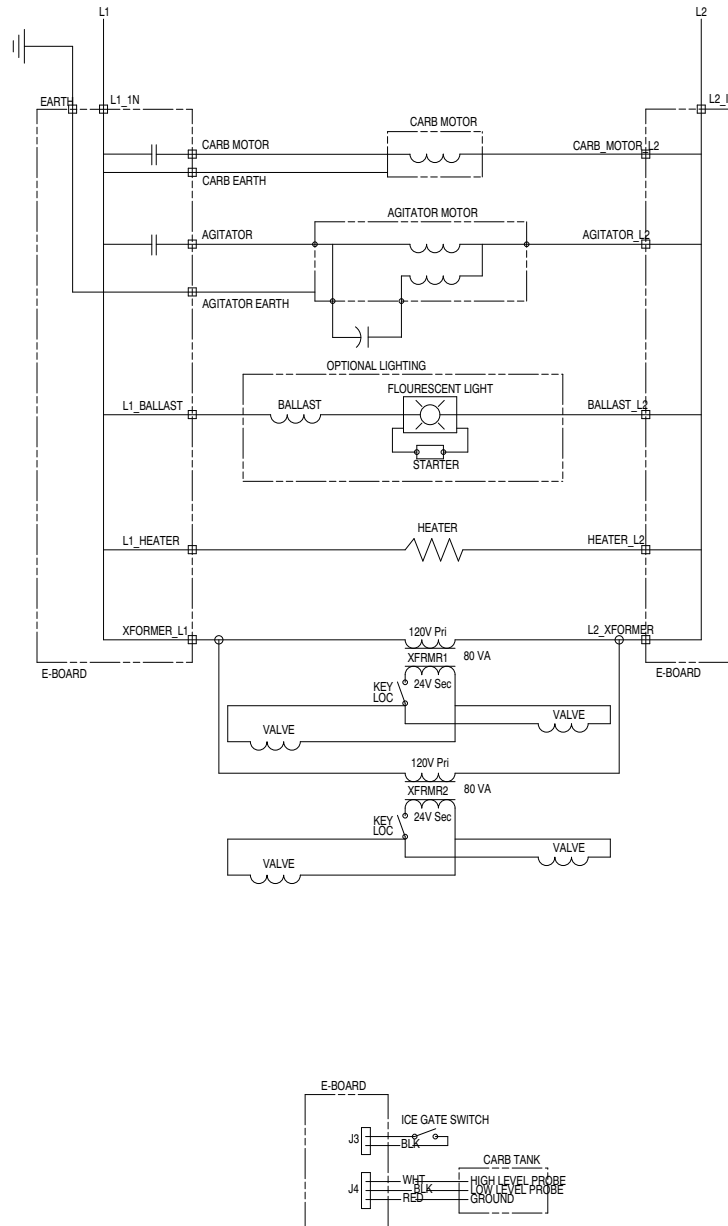 L1
L2
EARTH
L1_1N
L2_I
CARB MOTOR
CARB MOTOR
CARB_MOTOR_L2
CARB EARTH
AGITATOR MOTOR
AGITATOR
AGITATOR_L2
AGITATOR EARTH
OPTIONAL LIGHTING
FLOURESCENT LIGHT
L1_BALLAST
BALLAST
BALLAST_L2
STARTER
L1_HEATER
HEATER
HEATER_L2
XFORMER_L1
120V Pri
L2_XFORMER
XFRMR1
80 VA
E-BOARD
E-BOARD
24V Sec
KEY
LOC
VALVE
VALVE
120V Pri
XFRMR2
80 VA
24V Sec
KEY
LOC
VALVE
VALVE
E-BOARD
ICE GATE SWITCH
J3
BLK
CARB TANK
WHT
HIGH LEVEL PROBE
J4
BLK
LOW LEVEL PROBE
RED
GROUND